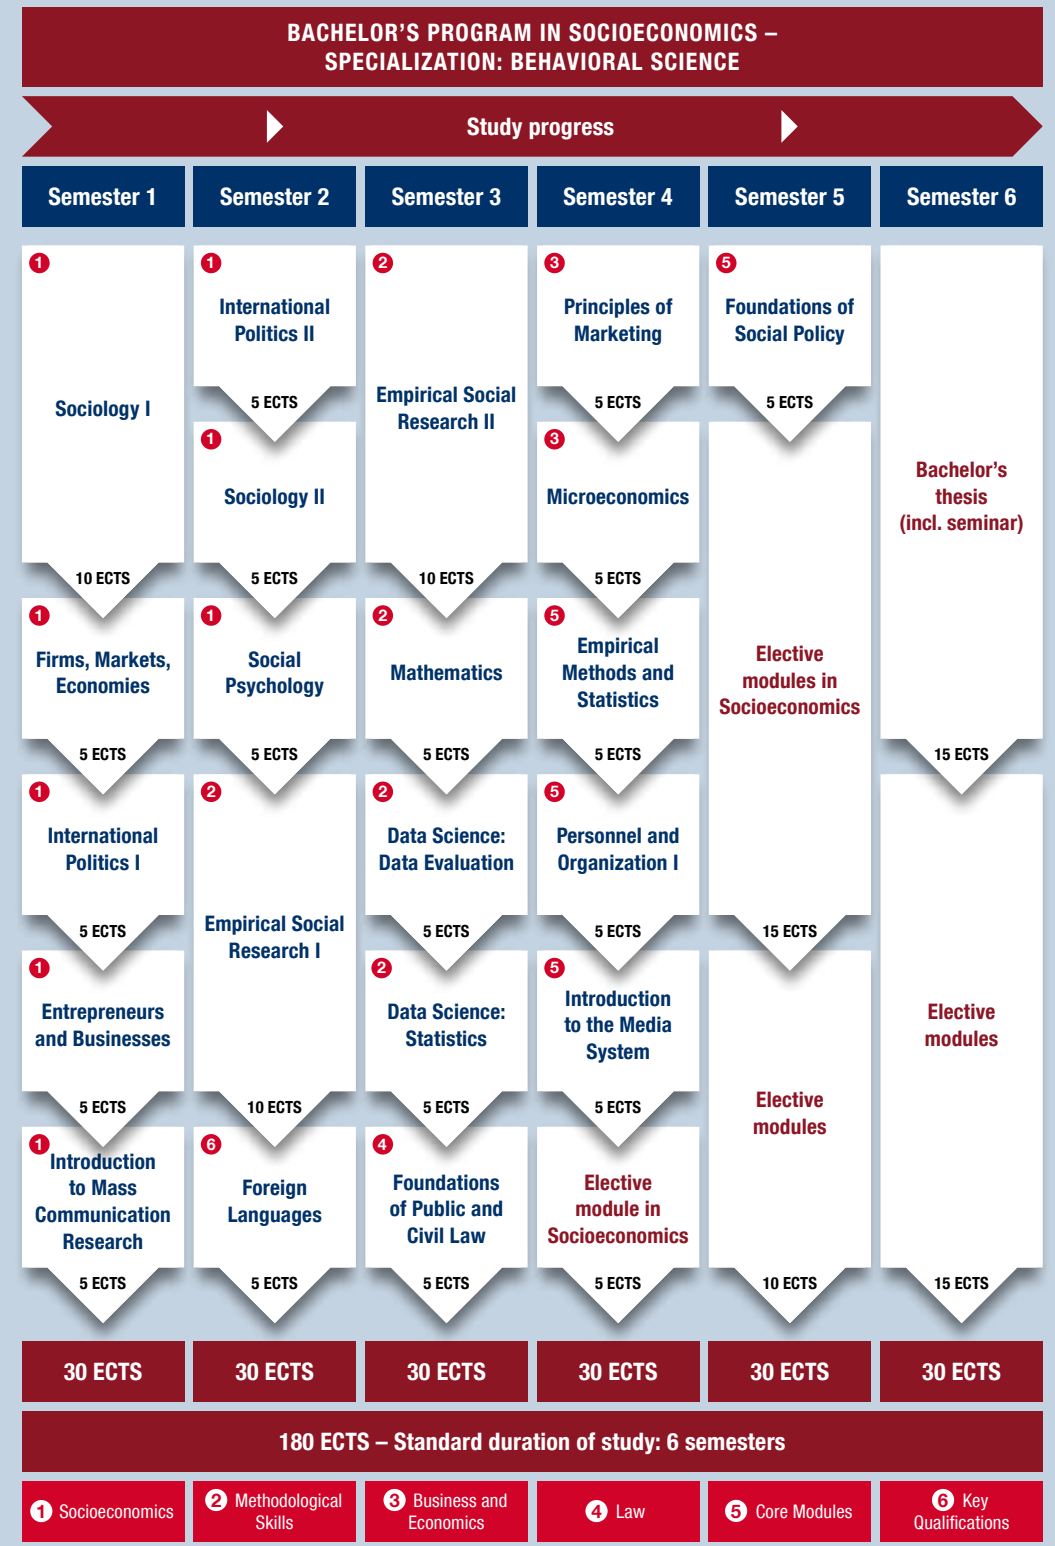 BACHELOR’S PROGRAM IN SOCIOECONOMICS –
SPECIALIZATION: BEHAVIORAL SCIENCE
Study progress
Semester 1
Semester 2
Semester 3
Semester 4
Semester 5
Semester 6
1
Sociology I
10 ECTS
1
Firms, Markets,
Economies
5 ECTS
1
International
Politics I
5 ECTS
1
Entrepreneurs
and Businesses
5 ECTS
1
Introduction
to Mass
Communication
Research
5 ECTS
30 ECTS
1
International
Politics II
5 ECTS
1
Sociology II
5 ECTS
1
Social
Psychology
5 ECTS
2
Empirical Social
Research I
10 ECTS
6
Foreign
Languages
5 ECTS
30 ECTS
2
Empirical Social
Research II
10 ECTS
2
Mathematics
5 ECTS
2
Data Science:
Data Evaluation
5 ECTS
2
Data Science:
Statistics
5 ECTS
4
Foundations
of Public and
Civil Law
5 ECTS
30 ECTS
3
Principles of
Marketing
5 ECTS
3
Microeconomics
5 ECTS
5
Empirical
Methods and
Statistics
5 ECTS
5
Personnel and
Organization I
5 ECTS
5
Introduction
to the Media
System
5 ECTS
Elective
module in
Socioeconomics
5 ECTS
30 ECTS
5
Foundations of
Social Policy
5 ECTS
Elective
modules in
Socioeconomics
15 ECTS
Elective
modules
10 ECTS
30 ECTS
Bachelor’s
thesis
(incl. seminar)
15 ECTS
Elective
modules
15 ECTS
30 ECTS
180 ECTS – Standard duration of study: 6 semesters
1 Socioeconomics
2 Methodological
Skills
3 Business and
Economics
4 Law
5 Core Modules
6 Key
Qualifications